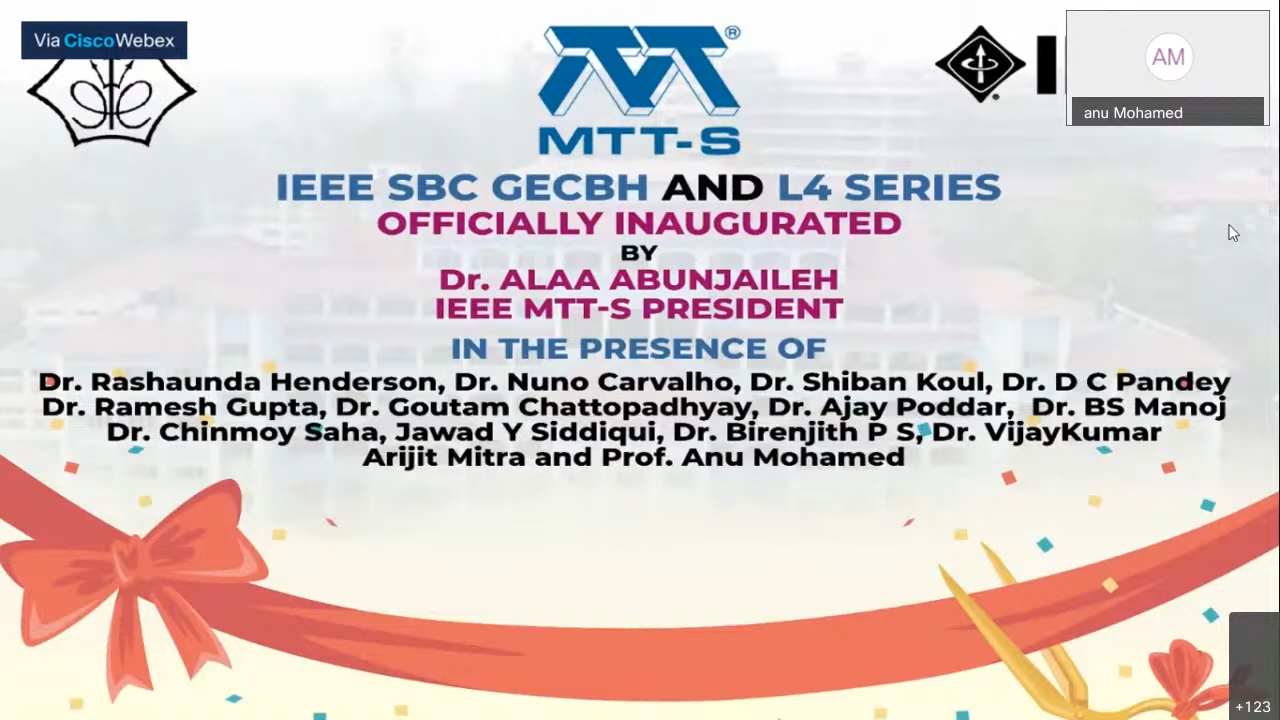 Via Cisco Webex
MTT-S
®
AM
anu Mohamed
IEEE SBC GECBH AND L4 SERIES
OFFICIALLY INAUGURATED
BY
Dr. ALAA ABUNJAILEH
IEEE MTT-S PRESIDENT
IN THE PRESENCE OF
Dr. Rashaunda Henderson, Dr. Nuno Carvalho, Dr. Shiban Koul, Dr. D C Pandey
Dr. Ramesh Gupta, Dr. Goutam Chattopadhyay, Dr. Ajay Poddar, Dr. BS Manoj
Dr. Chinmoy Saha, Jawad Y Siddiqui, Dr. Birenjith P S, Dr. VijayKumar
Arijit Mitra and Prof. Anu Mohamed
+123